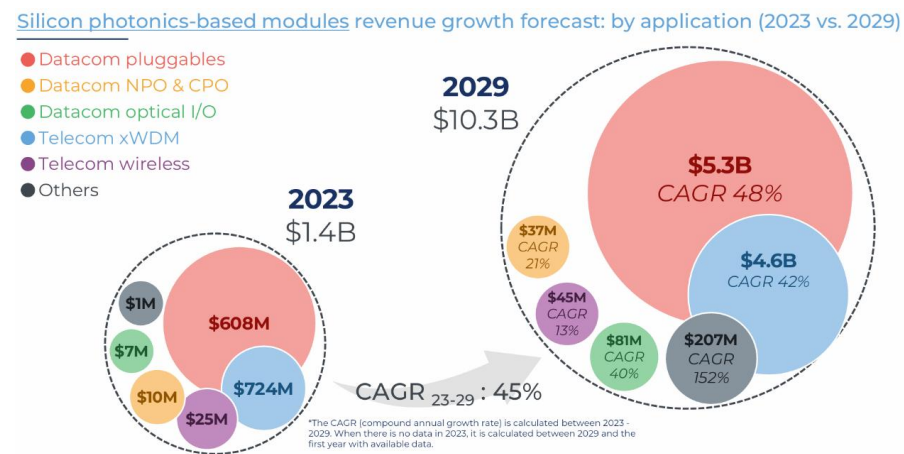 Silicon photonics-based modules revenue growth forecast: by application (2023 vs. 2029)
Datacom pluggables
Datacom NPO & CPO
Datacom optical I/O
Telecom xWDM
Telecom wireless
Others
2023
$1.4B
$1M
$608M
$7M
$10M
$724M
$25M
2029
$10.3B
$5.3B
CAGR 48%
$37M
CAGR
21%
$4.6B
CAGR 42%
$45M
CAGR
13%
$81M
CAGR
40%
$207M
CAGR
152%
CAGR 23-29 : 45%
*The CAGR (compound annual growth rate) is calculated between 2023 -
2029. When there is no data in 2023, it is calculated between 2029 and the
first year with available data.